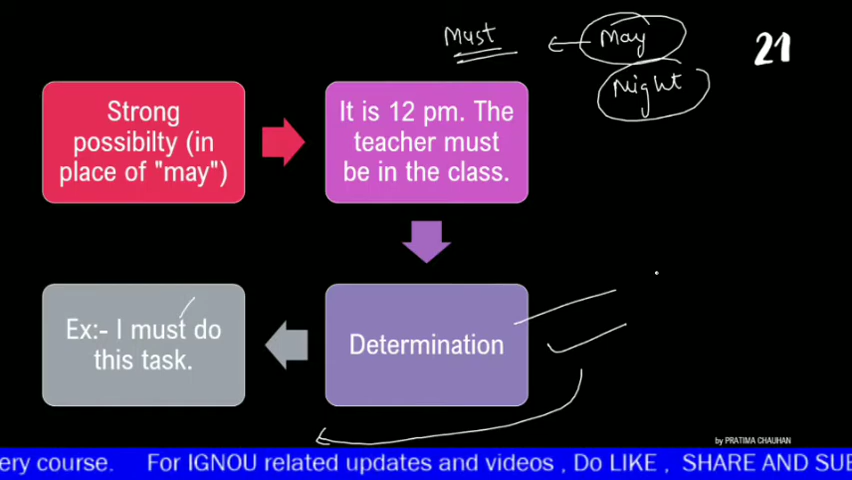 Must
May
21
Might
Strong
possibilty (in
place of "may")
It is 12 pm. The
teacher must
be in the class.
Ex:- I must do
this task.
Determination
by PRATIMA CHAUHAN
ery course. For IGNOU related updates and videos , Do LIKE , SHARE AND SUB